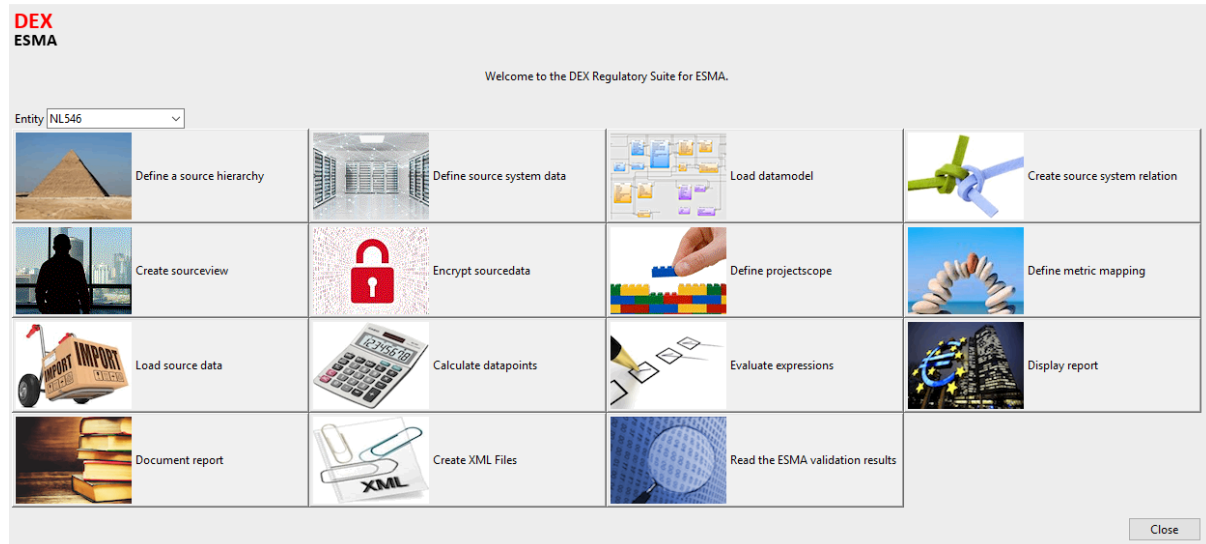 DEX
ESMA
Welcome to the DEX Regulatory Suite for ESMA.
Entity NL546
Define a source hierarchy
Define source system data
Load datamodel
Create source system relation
Create sourceview
Encrypt sourcedata
Define projectscope
Define metric mapping
IMPORT
IMPORT
Load source data
12345678
Calculate datapoints
Evaluate expressions
Display report
Document report
XML
Create XML Files
Read the ESMA validation results
Close